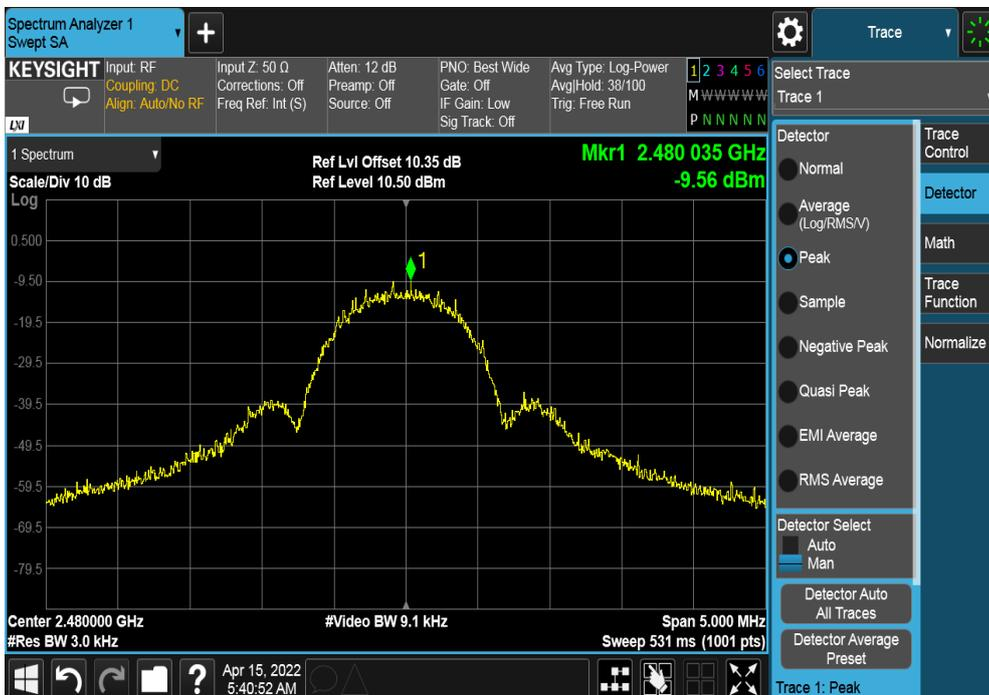 Spectrum Analyzer 1
Swept SA
+
Trace
KEYSIGHT
LXI
Input: RF
Coupling: DC
Align: Auto/No RF
Input Z: 50 Ω
Corrections: Off
Freq Ref: Int (S)
Atten: 12 dB
Preamp: Off
Source: Off
PNO: Best Wide
Gate: Off
IF Gain: Low
Sig Track: Off
Avg Type: Log-Power
Avg|Hold: 38/100
Trig: Free Run
1 2 3 4 5 6
M W W W W W
P N N N N N
Select Trace
Trace 1
1 Spectrum
Scale/Div 10 dB
Log
Ref Lvl Offset 10.35 dB
Ref Level 10.50 dBm
Mkr1 2.480 035 GHz
-9.56 dBm
1
0.500
-9.50
-19.5
-29.5
-39.5
-49.5
-59.5
-69.5
-79.5
Center 2.480000 GHz
#Res BW 3.0 kHz
#Video BW 9.1 kHz
Span 5.000 MHz
Sweep 531 ms (1001 pts)
Detector
Normal
Average
(Log/RMS/V)
Peak
Sample
Negative Peak
Quasi Peak
EMI Average
RMS Average
Detector Select
Auto
Man
Detector Auto
All Traces
Detector Average
Preset
Trace 1: Peak
Trace
Control
Detector
Math
Trace
Function
Normalize
?
Apr 15, 2022
5:40:52 AM